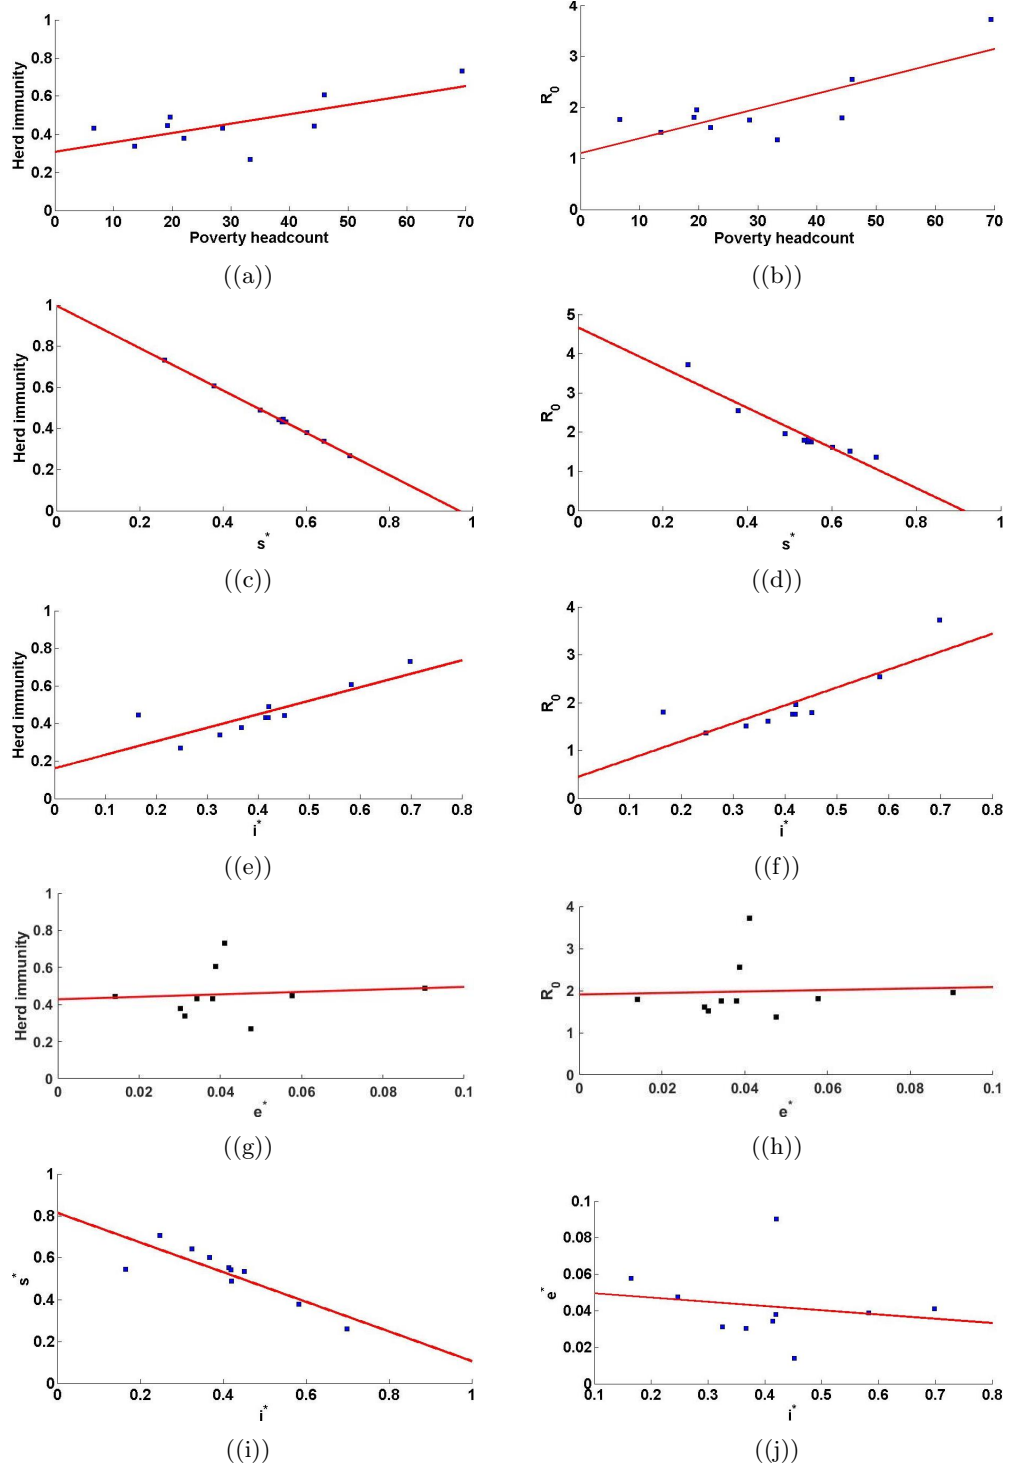 1
0.8
0.6
0.4
0.2
0
Herd immunity
0 10 20 30 40 50 60 70
Poverty headcount
((a))
4
3
2
1
0
R0
0 10 20 30 40 50 60 70
Poverty headcount
((b))
1
0.8
0.6
0.4
0.2
0
Herd immunity
0 0.2 0.4 0.6 0.8 1
s*
((c))
5
4
3
2
1
0
R0
0 0.2 0.4 0.6 0.8 1
s*
((d))
1
0.8
0.6
0.4
0.2
0
Herd immunity
0 0.1 0.2 0.3 0.4 0.5 0.6 0.7 0.8
i*
((e))
4
3
2
1
0
R0
0 0.1 0.2 0.3 0.4 0.5 0.6 0.7 0.8
i*
((f))
1
0.8
0.6
0.4
0.2
0
Herd immunity
0 0.02 0.04 0.06 0.08 0.1
e*
((g))
4
3
2
1
0
R0
0 0.02 0.04 0.06 0.08 0.1
e*
((h))
1
0.8
0.6
0.4
0.2
0
s*
0 0.2 0.4 0.6 0.8 1
i*
((i))
0.1
0.08
0.06
0.04
0.02
0
e*
0.1 0.2 0.3 0.4 0.5 0.6 0.7 0.8
i*
((j))